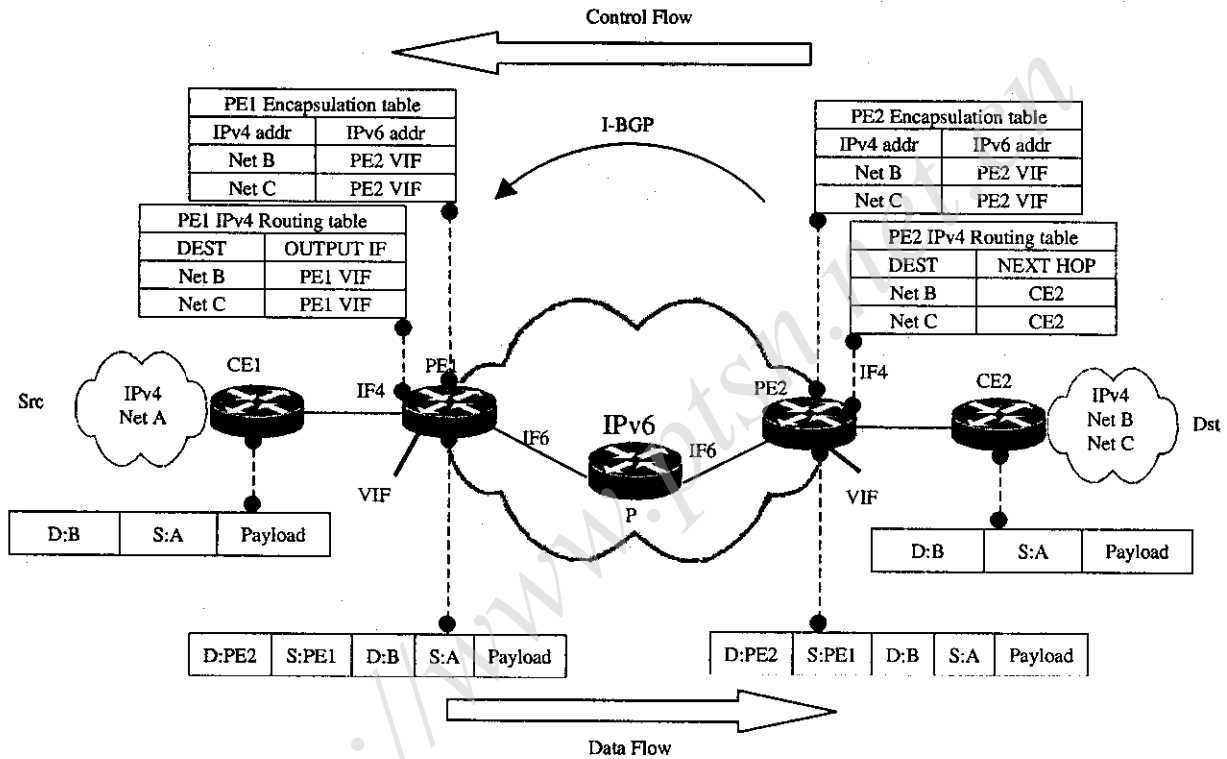 Control Flow
PE1 Encapsulation table
IPv4 addr IPv6 addr
Net B PE2 VIF
Net C PE2 VIF
I-BGP
PE2 Encapsulation table
IPv4 addr IPv6 addr
Net B PE2 VIF
Net C PE2 VIF
PE1 IPv4 Routing table
DEST OUTPUT IF
Net B PE1 VIF
Net C PE1 VIF
PE2 IPv4 Routing table
DEST NEXT HOP
Net B CE2
Net C CE2
Src
IPv4
Net A
CE1
IF4
PE1
IF6
VIF
IPv6
P
IF6
PE2
IF4
VIF
CE2
IPv4
Net B
Net C
Dst
D:B S:A Payload
D:B S:A Payload
D:PE2 S:PE1 D:B S:A Payload
D:PE2 S:PE1 D:B S:A Payload
Data Flow
://www.ptsn.net.cn